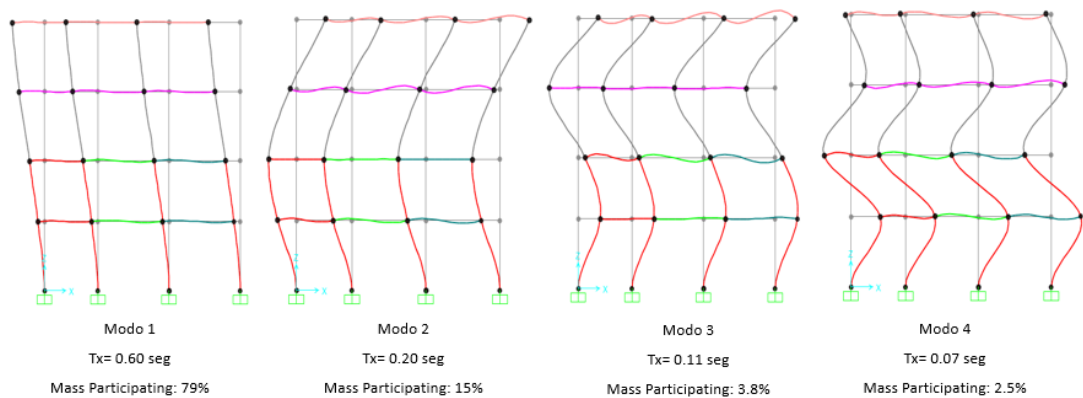 Z
X
Modo 1
Tx= 0.60 seg
Mass Participating: 79%
Z
X
Modo 2
Tx= 0.20 seg
Mass Participating: 15%
Z
X
Modo 3
Tx= 0.11 seg
Mass Participating: 3.8%
Z
X
Modo 4
Tx= 0.07 seg
Mass Participating: 2.5%